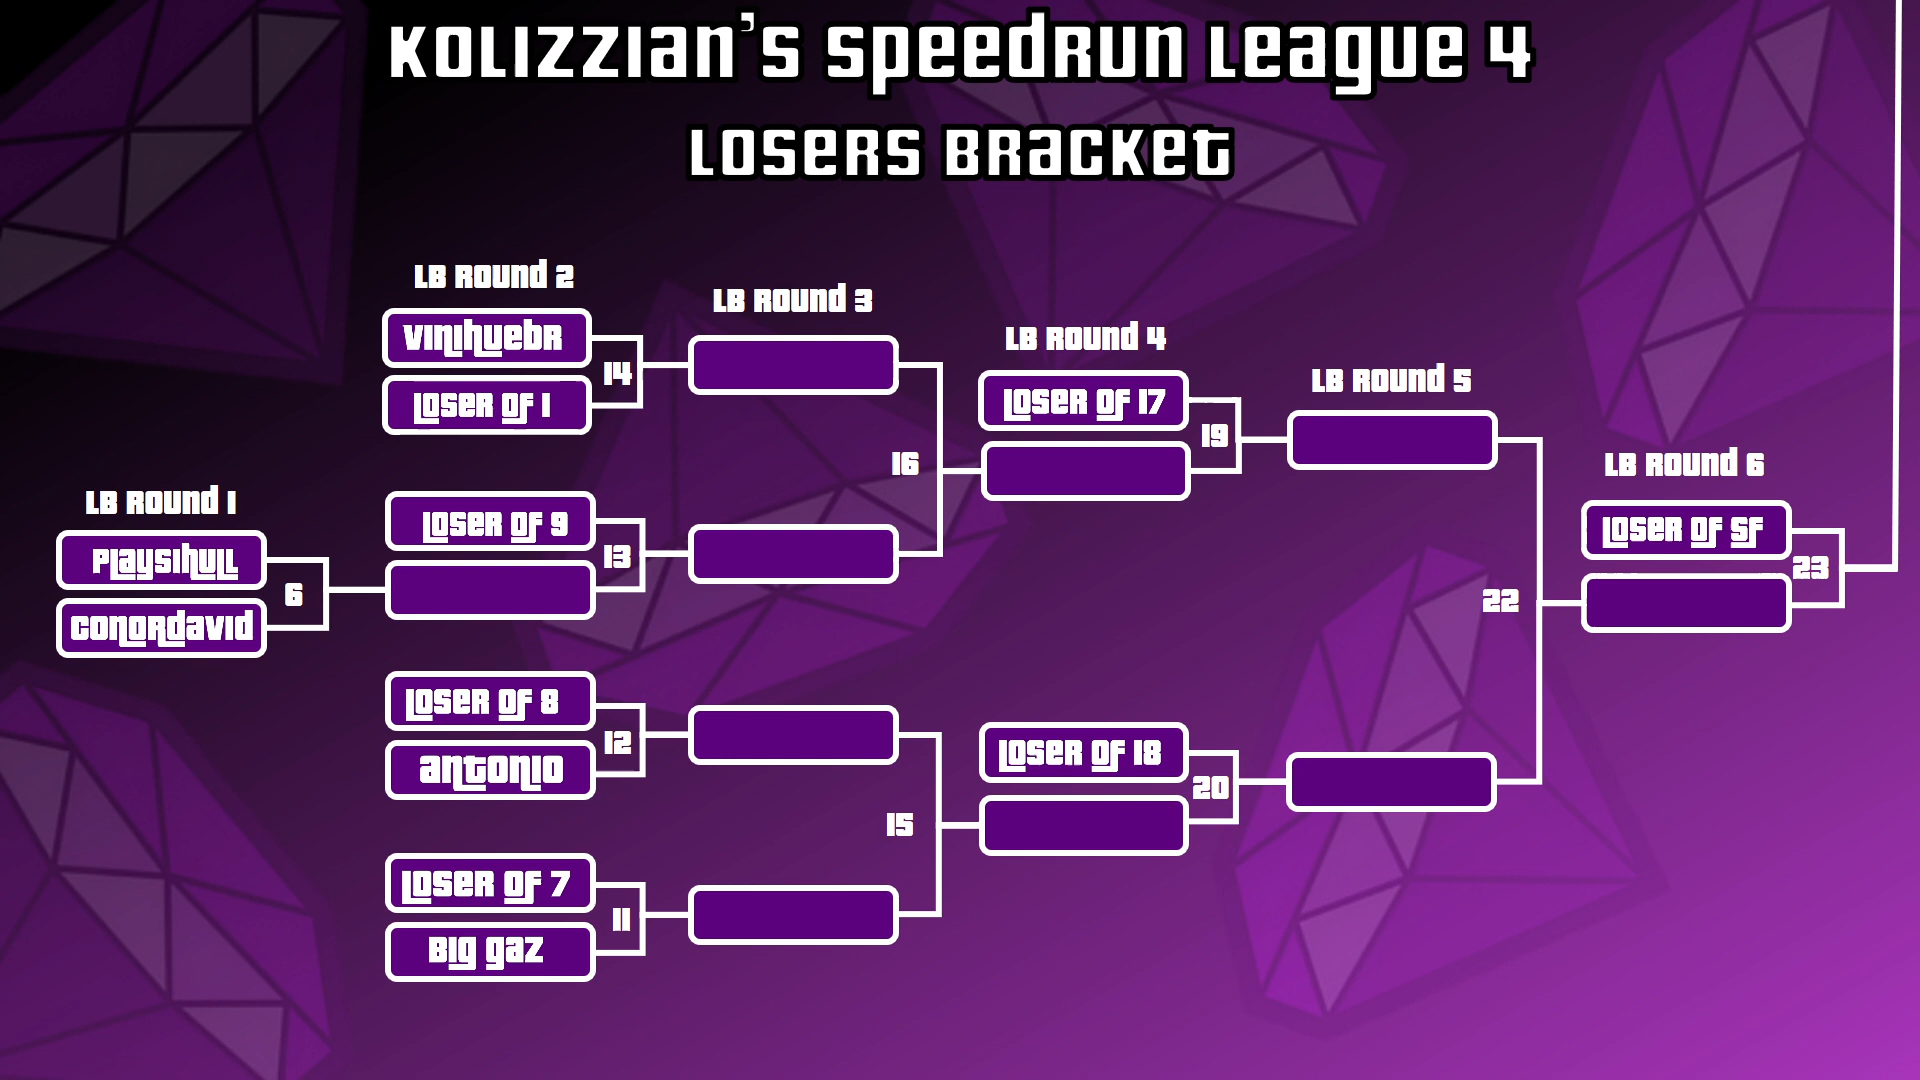 Kolizzian's Speedrun League 4
Losers Bracket
LB Round 1
Playsihull
6
conordavid
LB Round 2
Vinihuebr
14
Loser of 1
Loser of 9
13
Loser of 8
12
antonio
Loser of 7
11
Big gaz
LB Round 3
16
15
LB Round 4
Loser of 17
19
Loser of 18
20
LB Round 5
22
LB Round 6
Loser of SF
23